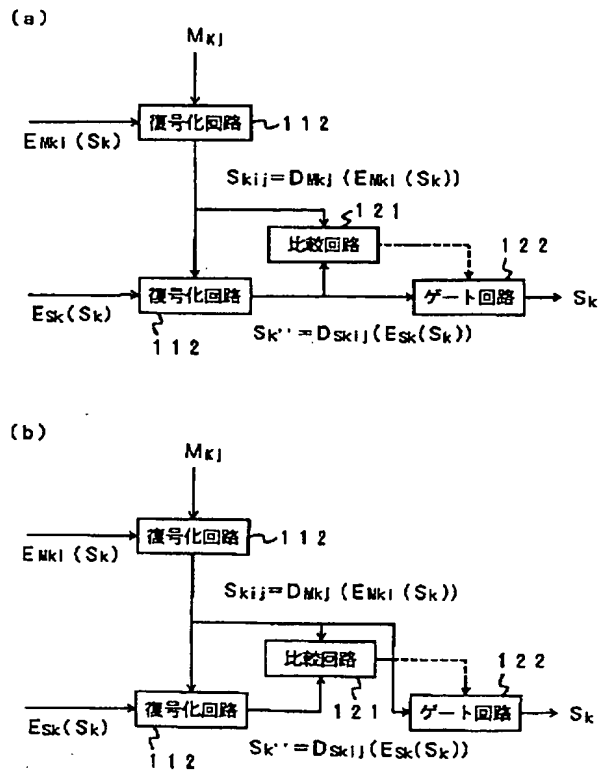 (a)
MKj
EMki(Sk)
復号化回路
112
Skij=DMkj(EMki(Sk))
121
比較回路
122
ESk(Sk)
復号化回路
ゲート回路
Sk
112
Sk''=DSkij(ESk(Sk))
(b)
MKj
EMki(Sk)
復号化回路
112
Skij=DMkj(EMki(Sk))
比較回路
122
121
ESk(Sk)
復号化回路
ゲート回路
Sk
112
Sk''=DSkij(ESk(Sk))